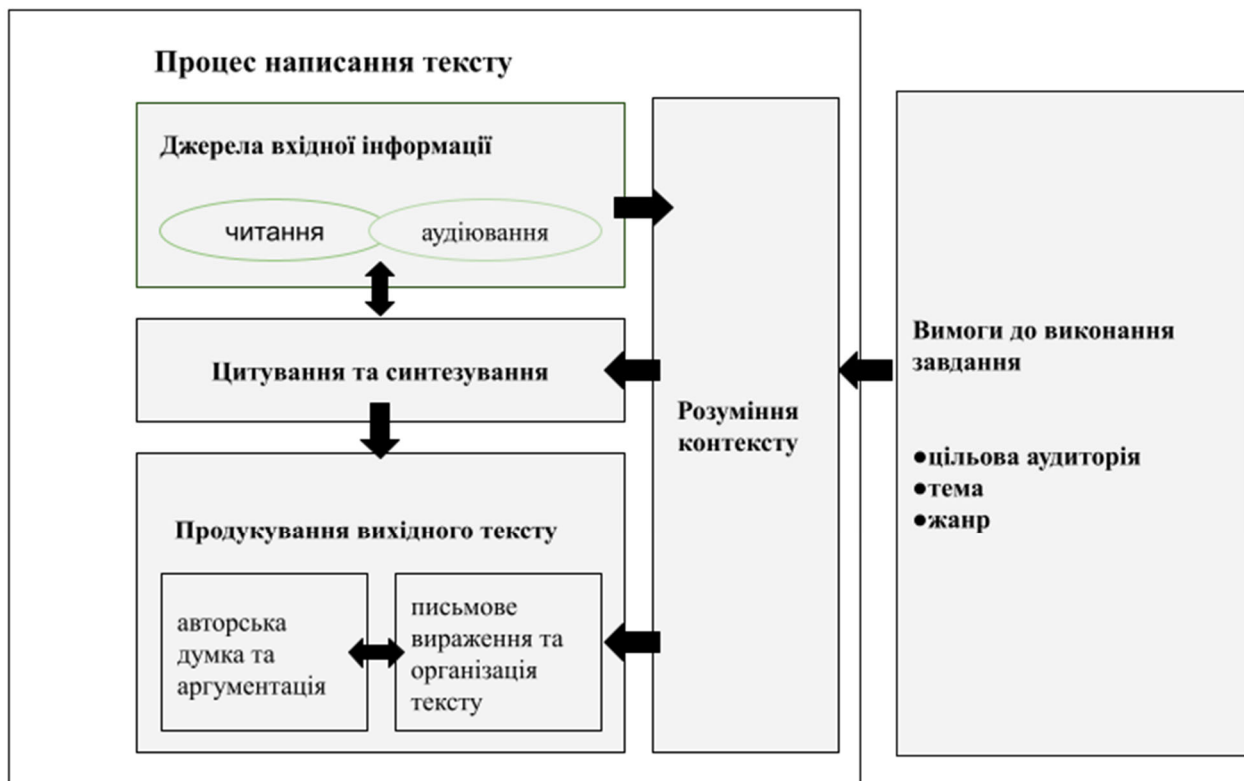 Процес написання тексту
Джерела вхідної інформації
читання
аудіювання
Цитування та синтезування
Продукування вихідного тексту
авторська
думка та
аргументація
письмове
вираження та
організація
тексту
Розуміння
контексту
Вимоги до виконання
завдання
●цільова аудиторія
●тема
●жанр